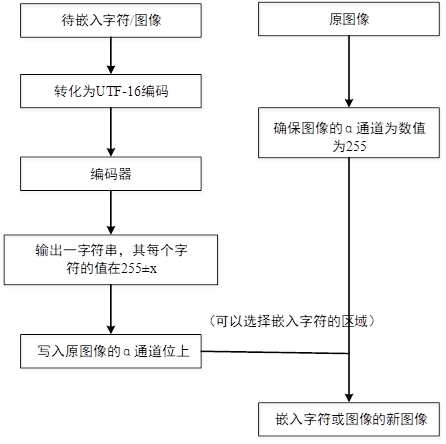 待嵌入字符/图像
原图像
转化为UTF-16编码
确保图像的α通道为数值
为255
编码器
输出一字符串，其每个字
符的值在255±x
（可以选择嵌入字符的区域）
写入原图像的α通道位上
嵌入字符或图像的新图像